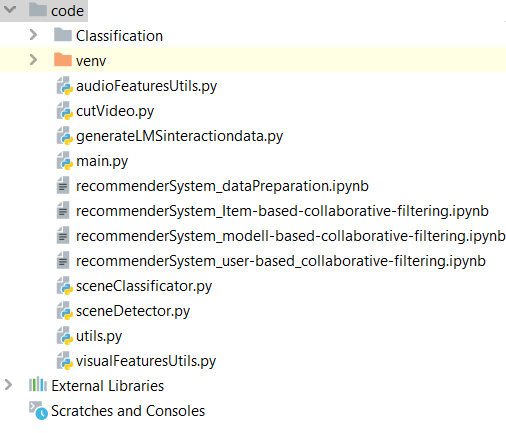 code
Classification
venv
audioFeaturesUtils.py
cutVideo.py
generateLMSinteractiondata.py
main.py
recommenderSystem_dataPreparation.ipynb
recommenderSystem_Item-based-collaborative-filtering.ipynb
recommenderSystem_modell-based-collaborative-filtering.ipynb
recommenderSystem_user-based_collaborative-filtering.ipynb
sceneClassificator.py
sceneDetector.py
utils.py
visualFeaturesUtils.py
External Libraries
Scratches and Consoles